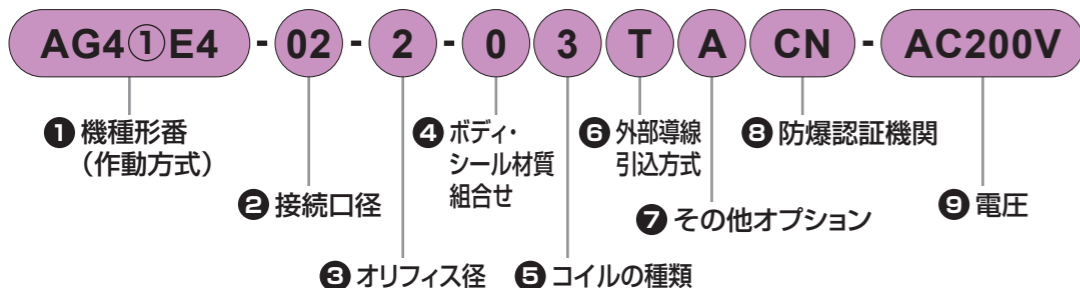 AG4①E4 - 02 - 2 - 0 3 T A CN - AC200V
❶ 機種形番
（作動方式）
❷ 接続口径
❸ オリフィス径
❹ ボディ・
シール材質
組合せ
❺ コイルの種類
❻ 外部導線
引込方式
❼ その他オプション
❽ 防爆認証機関
❾ 電圧